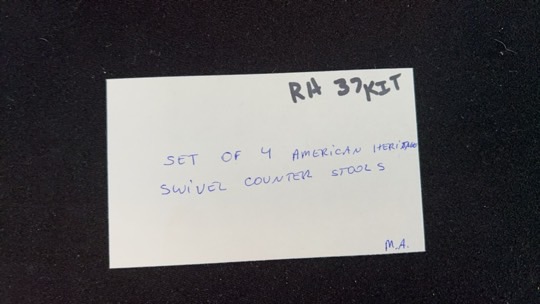 RH 37KIT
SET OF 4 AMERICAN HERITAGE
SWIVEL COUNTER STOOLS
M.A.